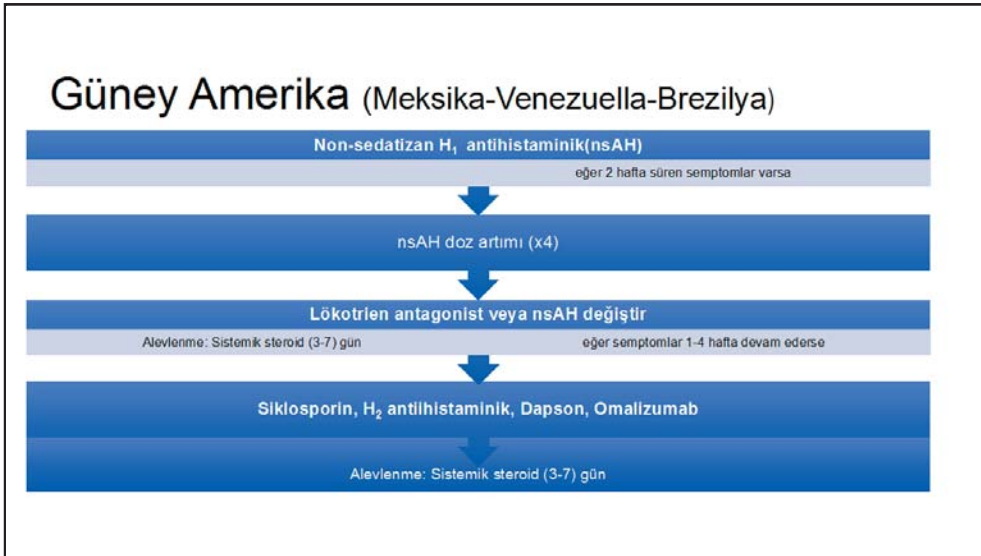 Güney Amerika (Meksika-Venezuella-Brezilya)
Non-sedatizan H₁ antihistaminik(nsAH)
eğer 2 hafta süren semptomlar varsa
nsAH doz artımı (x4)
Lökotrien antagonist veya nsAH değiştir
Alevlenme: Sistemik steroid (3-7) gün
eğer semptomlar 1-4 hafta devam ederse
Siklosporin, H₂ antiihistaminik, Dapson, Omalizumab
Alevlenme: Sistemik steroid (3-7) gün